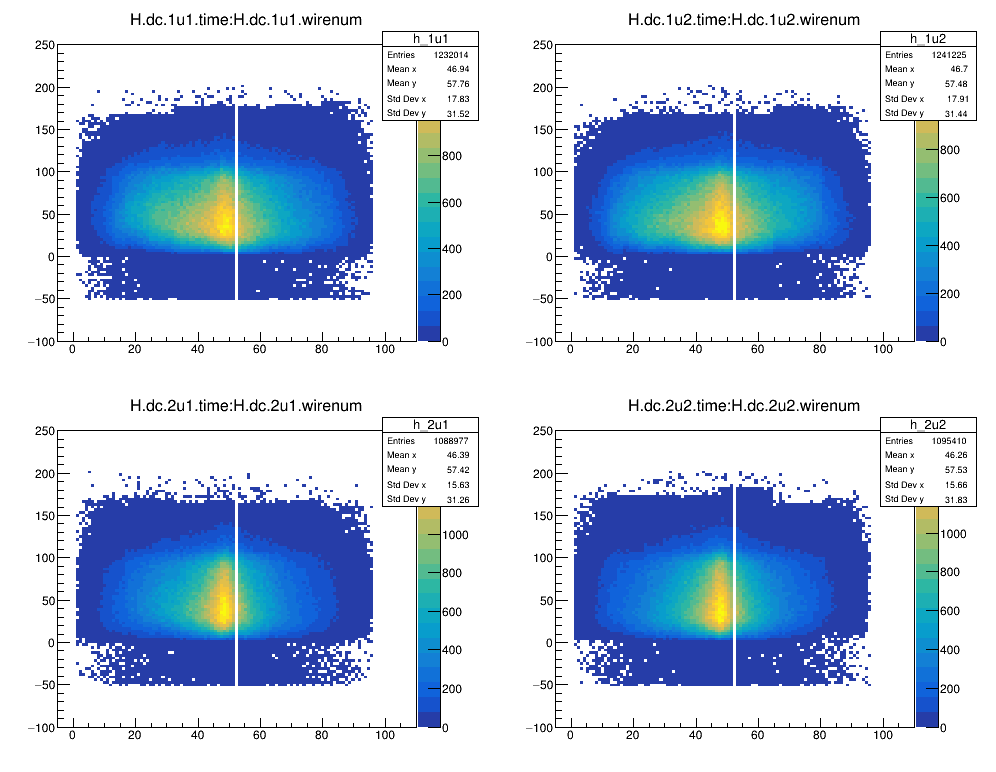 H.dc.1u1.time:H.dc.1u1.wirenum
h_1u1
Entries 1232014
Mean x 46.94
Mean y 57.76
Std Dev x 17.83
Std Dev y 31.52
250
200
150
100
50
0
−50
−100
0 20 40 60 80 100
800
600
400
200
0
H.dc.1u2.time:H.dc.1u2.wirenum
h_1u2
Entries 1241225
Mean x 46.7
Mean y 57.48
Std Dev x 17.91
Std Dev y 31.44
250
200
150
100
50
0
−50
−100
0 20 40 60 80 100
800
600
400
200
0
H.dc.2u1.time:H.dc.2u1.wirenum
h_2u1
Entries 1088977
Mean x 46.39
Mean y 57.42
Std Dev x 15.63
Std Dev y 31.26
250
200
150
100
50
0
−50
−100
0 20 40 60 80 100
1000
800
600
400
200
0
H.dc.2u2.time:H.dc.2u2.wirenum
h_2u2
Entries 1095410
Mean x 46.26
Mean y 57.53
Std Dev x 15.66
Std Dev y 31.83
250
200
150
100
50
0
−50
−100
0 20 40 60 80 100
1000
800
600
400
200
0